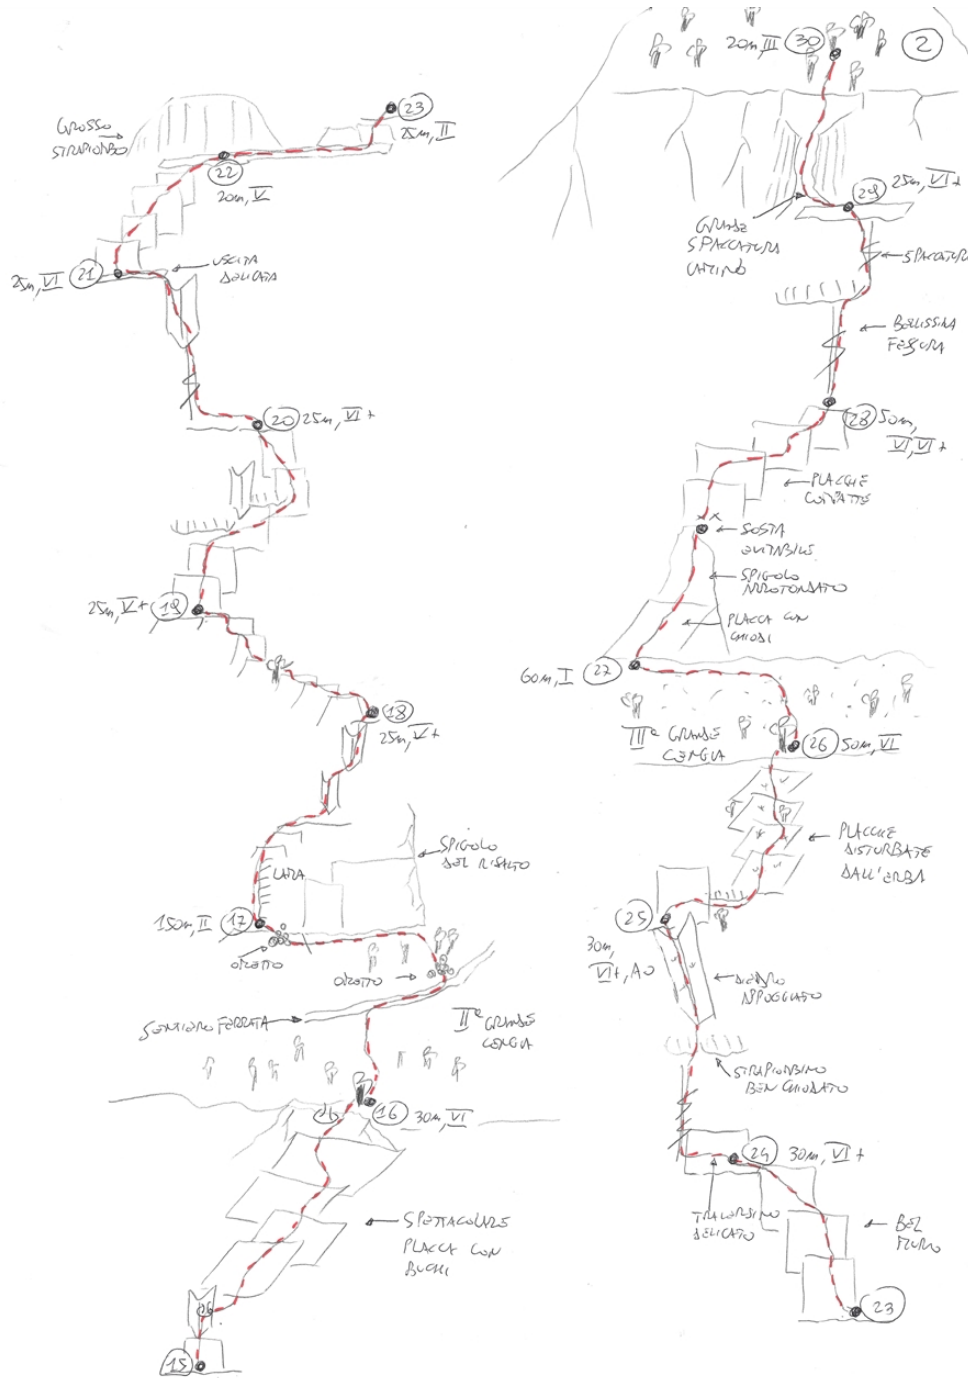 23
25m, II
GROSSO
STRAPIOMBO
22
20m, V
USCITA
DELICATA
25m, VI 21
20 25m, VI+
25m, V+ 19
18
25m, V+
SPIGOLO
DEL RISALTO
LAMA
150m, II 17
OMETTO
OMETTO
SENTIERO FERRATA
IIª GRANDE
CENGIA
16 30m, VI
SPETTACOLARE
PLACCA CON
BUCHI
15
2
20m, III 30
29 25m, VI+
GRANDE
SPACCATURA
CAMINO
SPACCATURA
BELLISSIMA
FESSURA
28 50m,
VI, VI+
PLACCHE
COMPATTE
SOSTA
EVITABILE
SPIGOLO
ARROTONDATO
PLACCA CON
CHIODI
60m, I 27
IIIª GRANDE
CENGIA
26 50m, VI
PLACCHE
DISTURBATE
DALL'ERBA
25
30m,
VI+, A0
DIEDRO
APPOGGIATO
STRAPIOMBINO
BEN CHIODATO
24 30m, VI+
TRAVERSINO
DELICATO
BEL
MURO
23